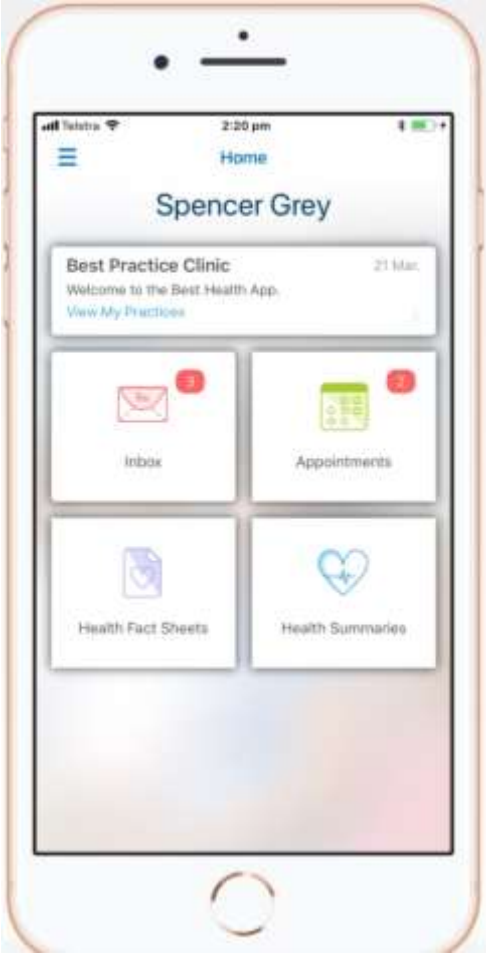 Telstra 2:20 pm
Home
Spencer Grey
Best Practice Clinic 21 Mar.
Welcome to the Best Health App.
View My Practices
3 2
Inbox Appointments
Health Fact Sheets Health Summaries